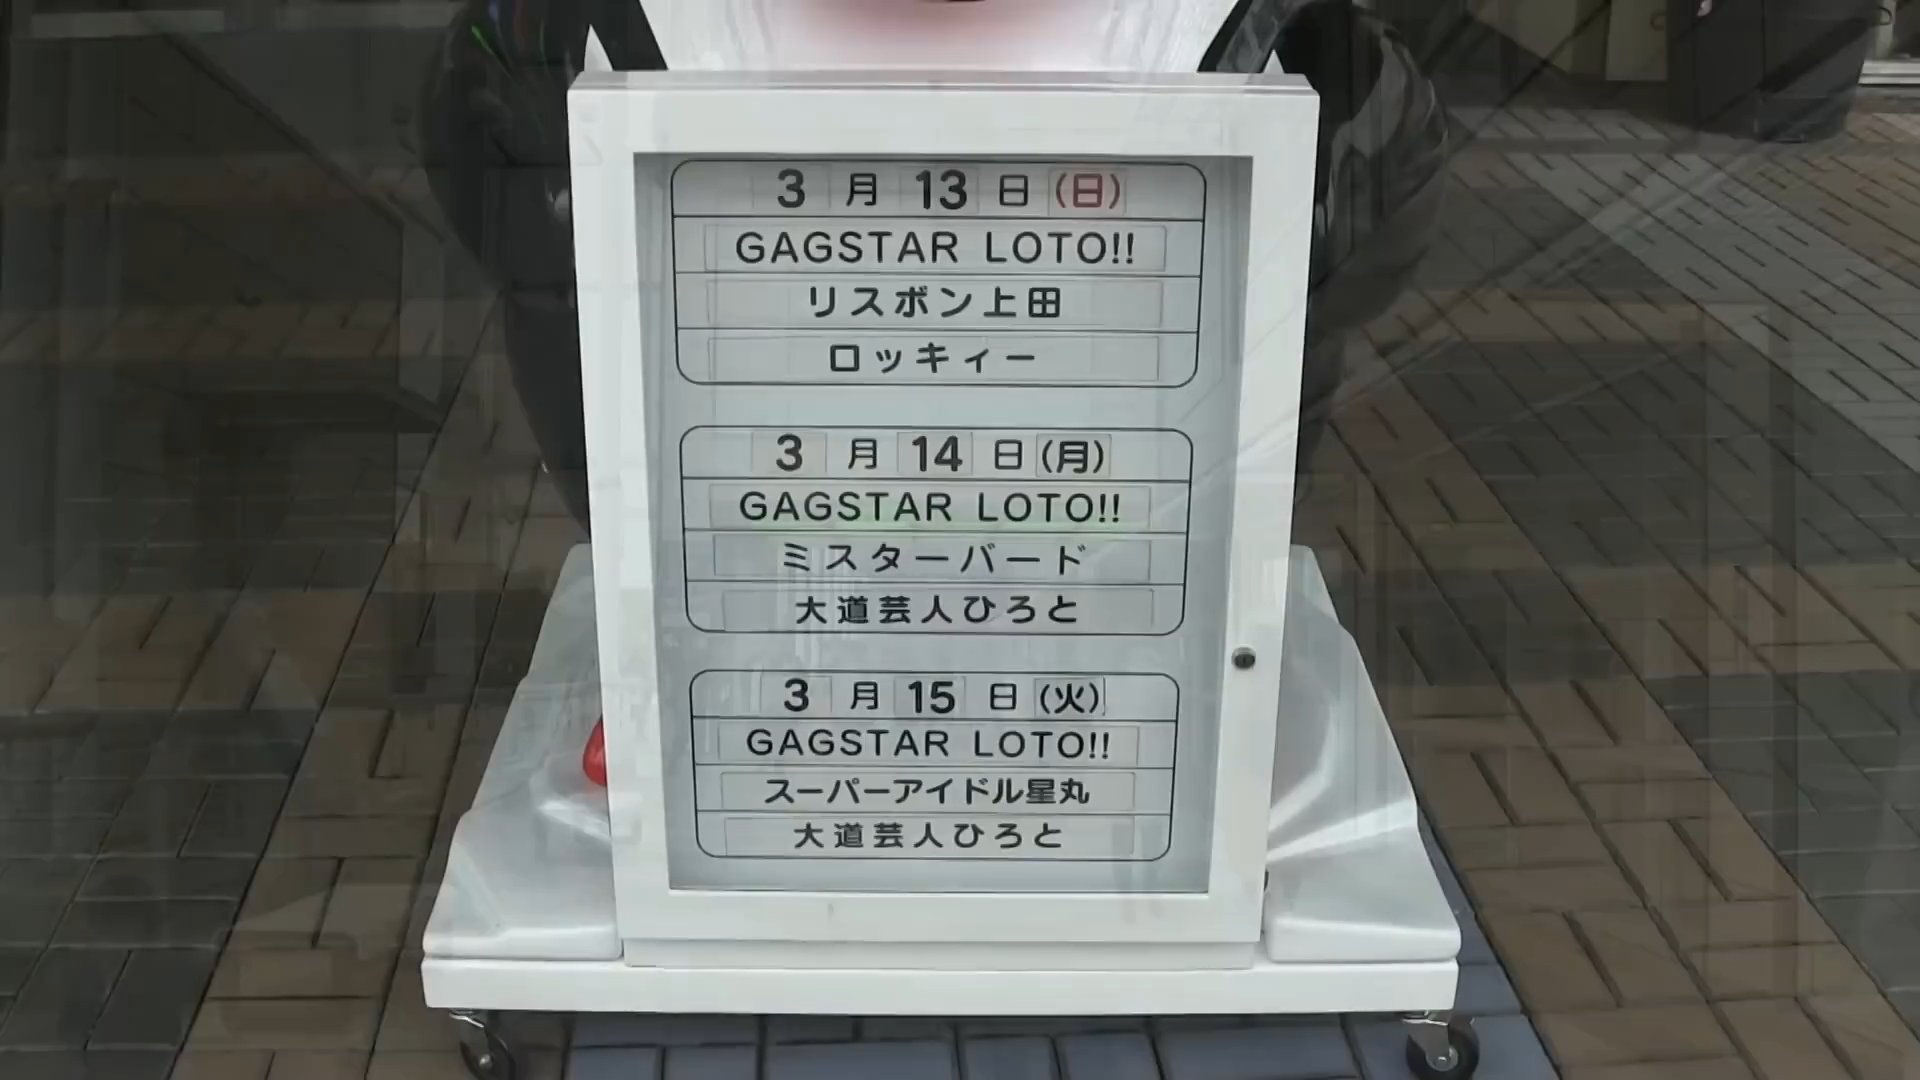 3 月 13 日 (日)
GAGSTAR LOTO!!
リスボン上田
ロッキィー
3 月 14 日 (月)
GAGSTAR LOTO!!
ミスターバード
大道芸人ひろと
3 月 15 日 (火)
GAGSTAR LOTO!!
スーパーアイドル星丸
大道芸人ひろと